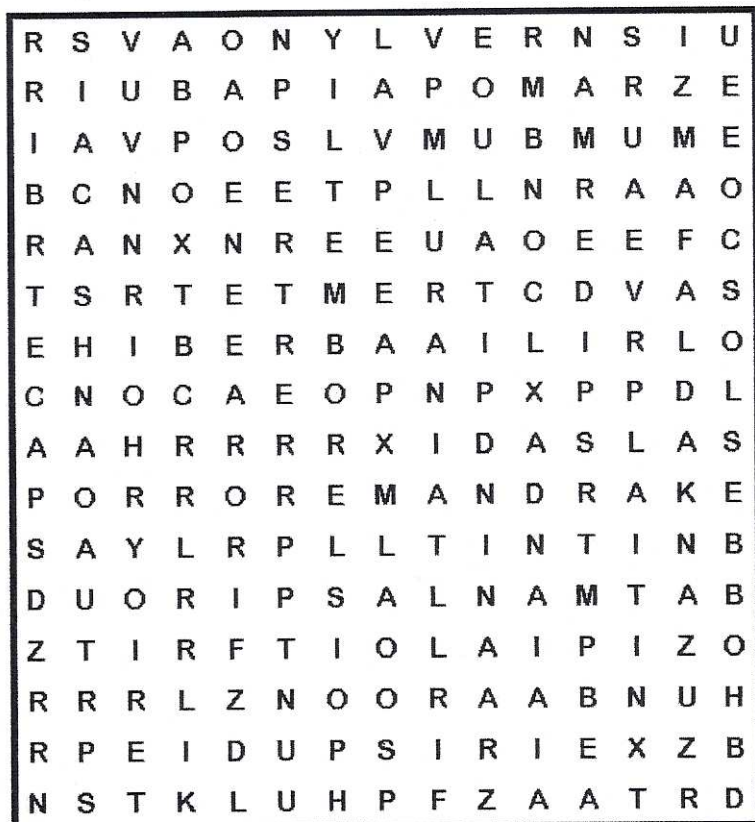 R S V A O N Y L V E R N S I U
R I U B A P I A P O M A R Z E
I A V P O S L V M U B M U M E
B C N O E E T P L L N R A A O
R A N X N R E E U A O E E F C
T S R T E T M E R T C D V A S
E H I B E R B A A I L I R L O
C N O C A E O P N P X P P D L
A A H R R R R X I D A S L A S
P O R R O R E M A N D R A K E
S A Y L R P L L T I N T I N B
D U O R I P S A L N A M T A B
Z T I R F T I O L A I P I Z O
R R R L Z N O O R A A B N U H
R P E I D U P S I R I E X Z B
N S T K L U H P F Z A A T R D